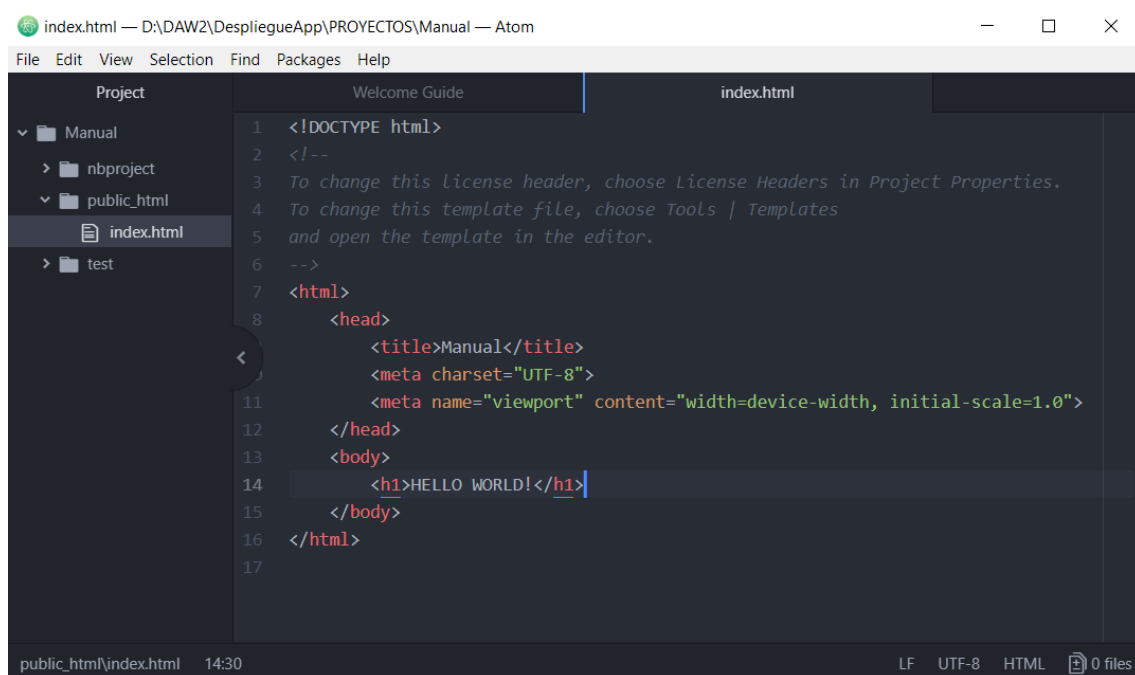 index.html — D:\DAW2\DespliegueApp\PROYECTOS\Manual — Atom
File Edit View Selection Find Packages Help
Project
Manual
nbproject
public_html
index.html
test
Welcome Guide
index.html
1 <!DOCTYPE html>
2 <!--
3 To change this license header, choose License Headers in Project Properties.
4 To change this template file, choose Tools | Templates
5 and open the template in the editor.
6 -->
7 <html>
8     <head>
        <title>Manual</title>
        <meta charset="UTF-8">
11         <meta name="viewport" content="width=device-width, initial-scale=1.0">
12     </head>
13     <body>
14         <h1>HELLO WORLD!</h1>
15     </body>
16 </html>
17
public_html\index.html 14:30 LF UTF-8 HTML 0 files